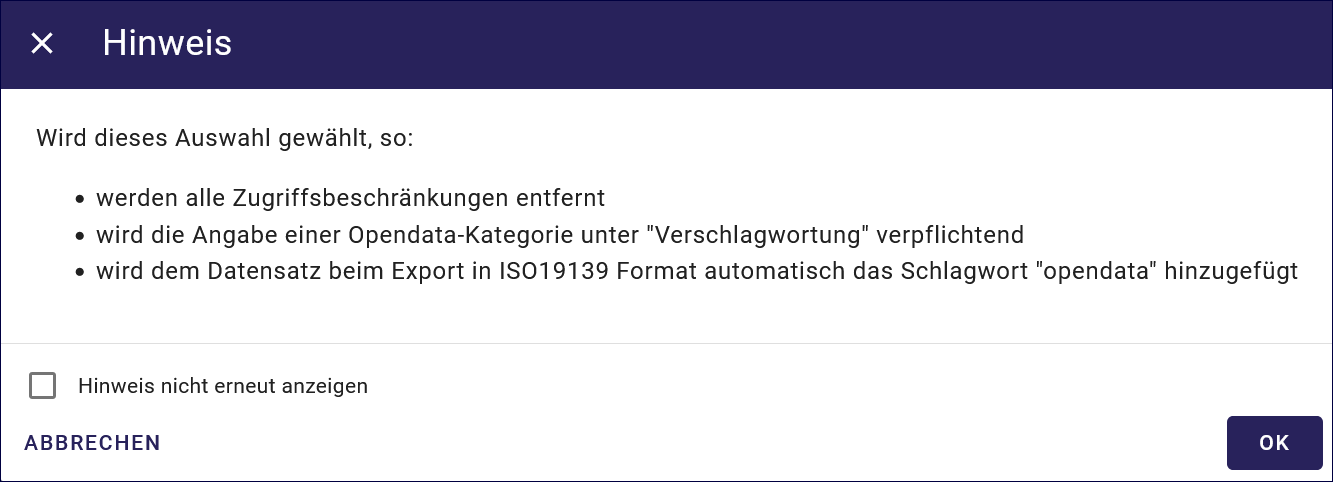 Hinweis
Wird dieses Auswahl gewählt, so:
• werden alle Zugriffsbeschränkungen entfernt
• wird die Angabe einer Opendata-Kategorie unter "Verschlagwortung" verpflichtend
• wird dem Datensatz beim Export in ISO19139 Format automatisch das Schlagwort "opendata" hinzugefügt
Hinweis nicht erneut anzeigen
ABBRECHEN
OK